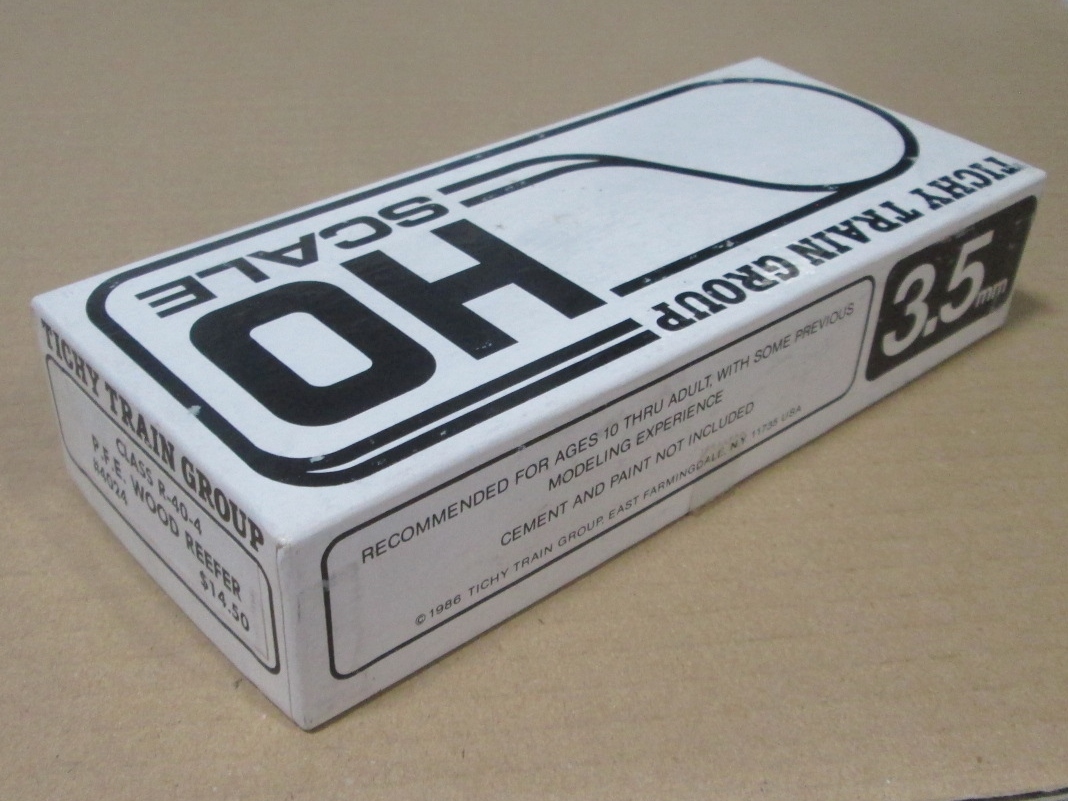 HO
SCALE
TICHY TRAIN GROUP
3.5mm
RECOMMENDED FOR AGES 10 THRU ADULT, WITH SOME PREVIOUS
MODELING EXPERIENCE
CEMENT AND PAINT NOT INCLUDED
©1986 TICHY TRAIN GROUP, EAST FARMINGDALE, N.Y. 11735 USA
TICHY TRAIN GROUP
CLASS R-40-4
P.F.E. WOOD REEFER
#4024
$14.50